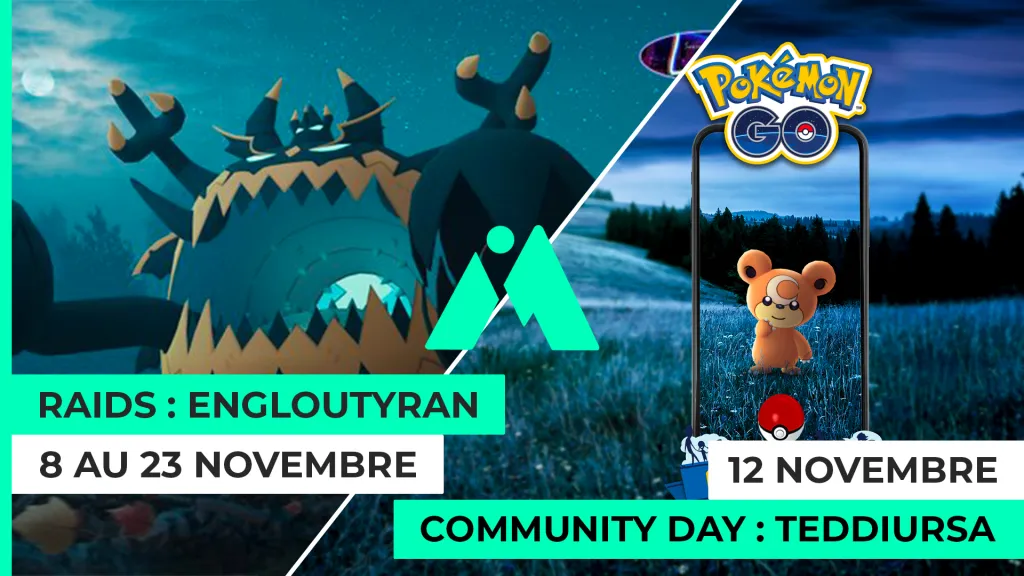 POKÉMON
GO
RAIDS : ENGLOUTYRAN
8 AU 23 NOVEMBRE
12 NOVEMBRE
COMMUNITY DAY : TEDDIURSA